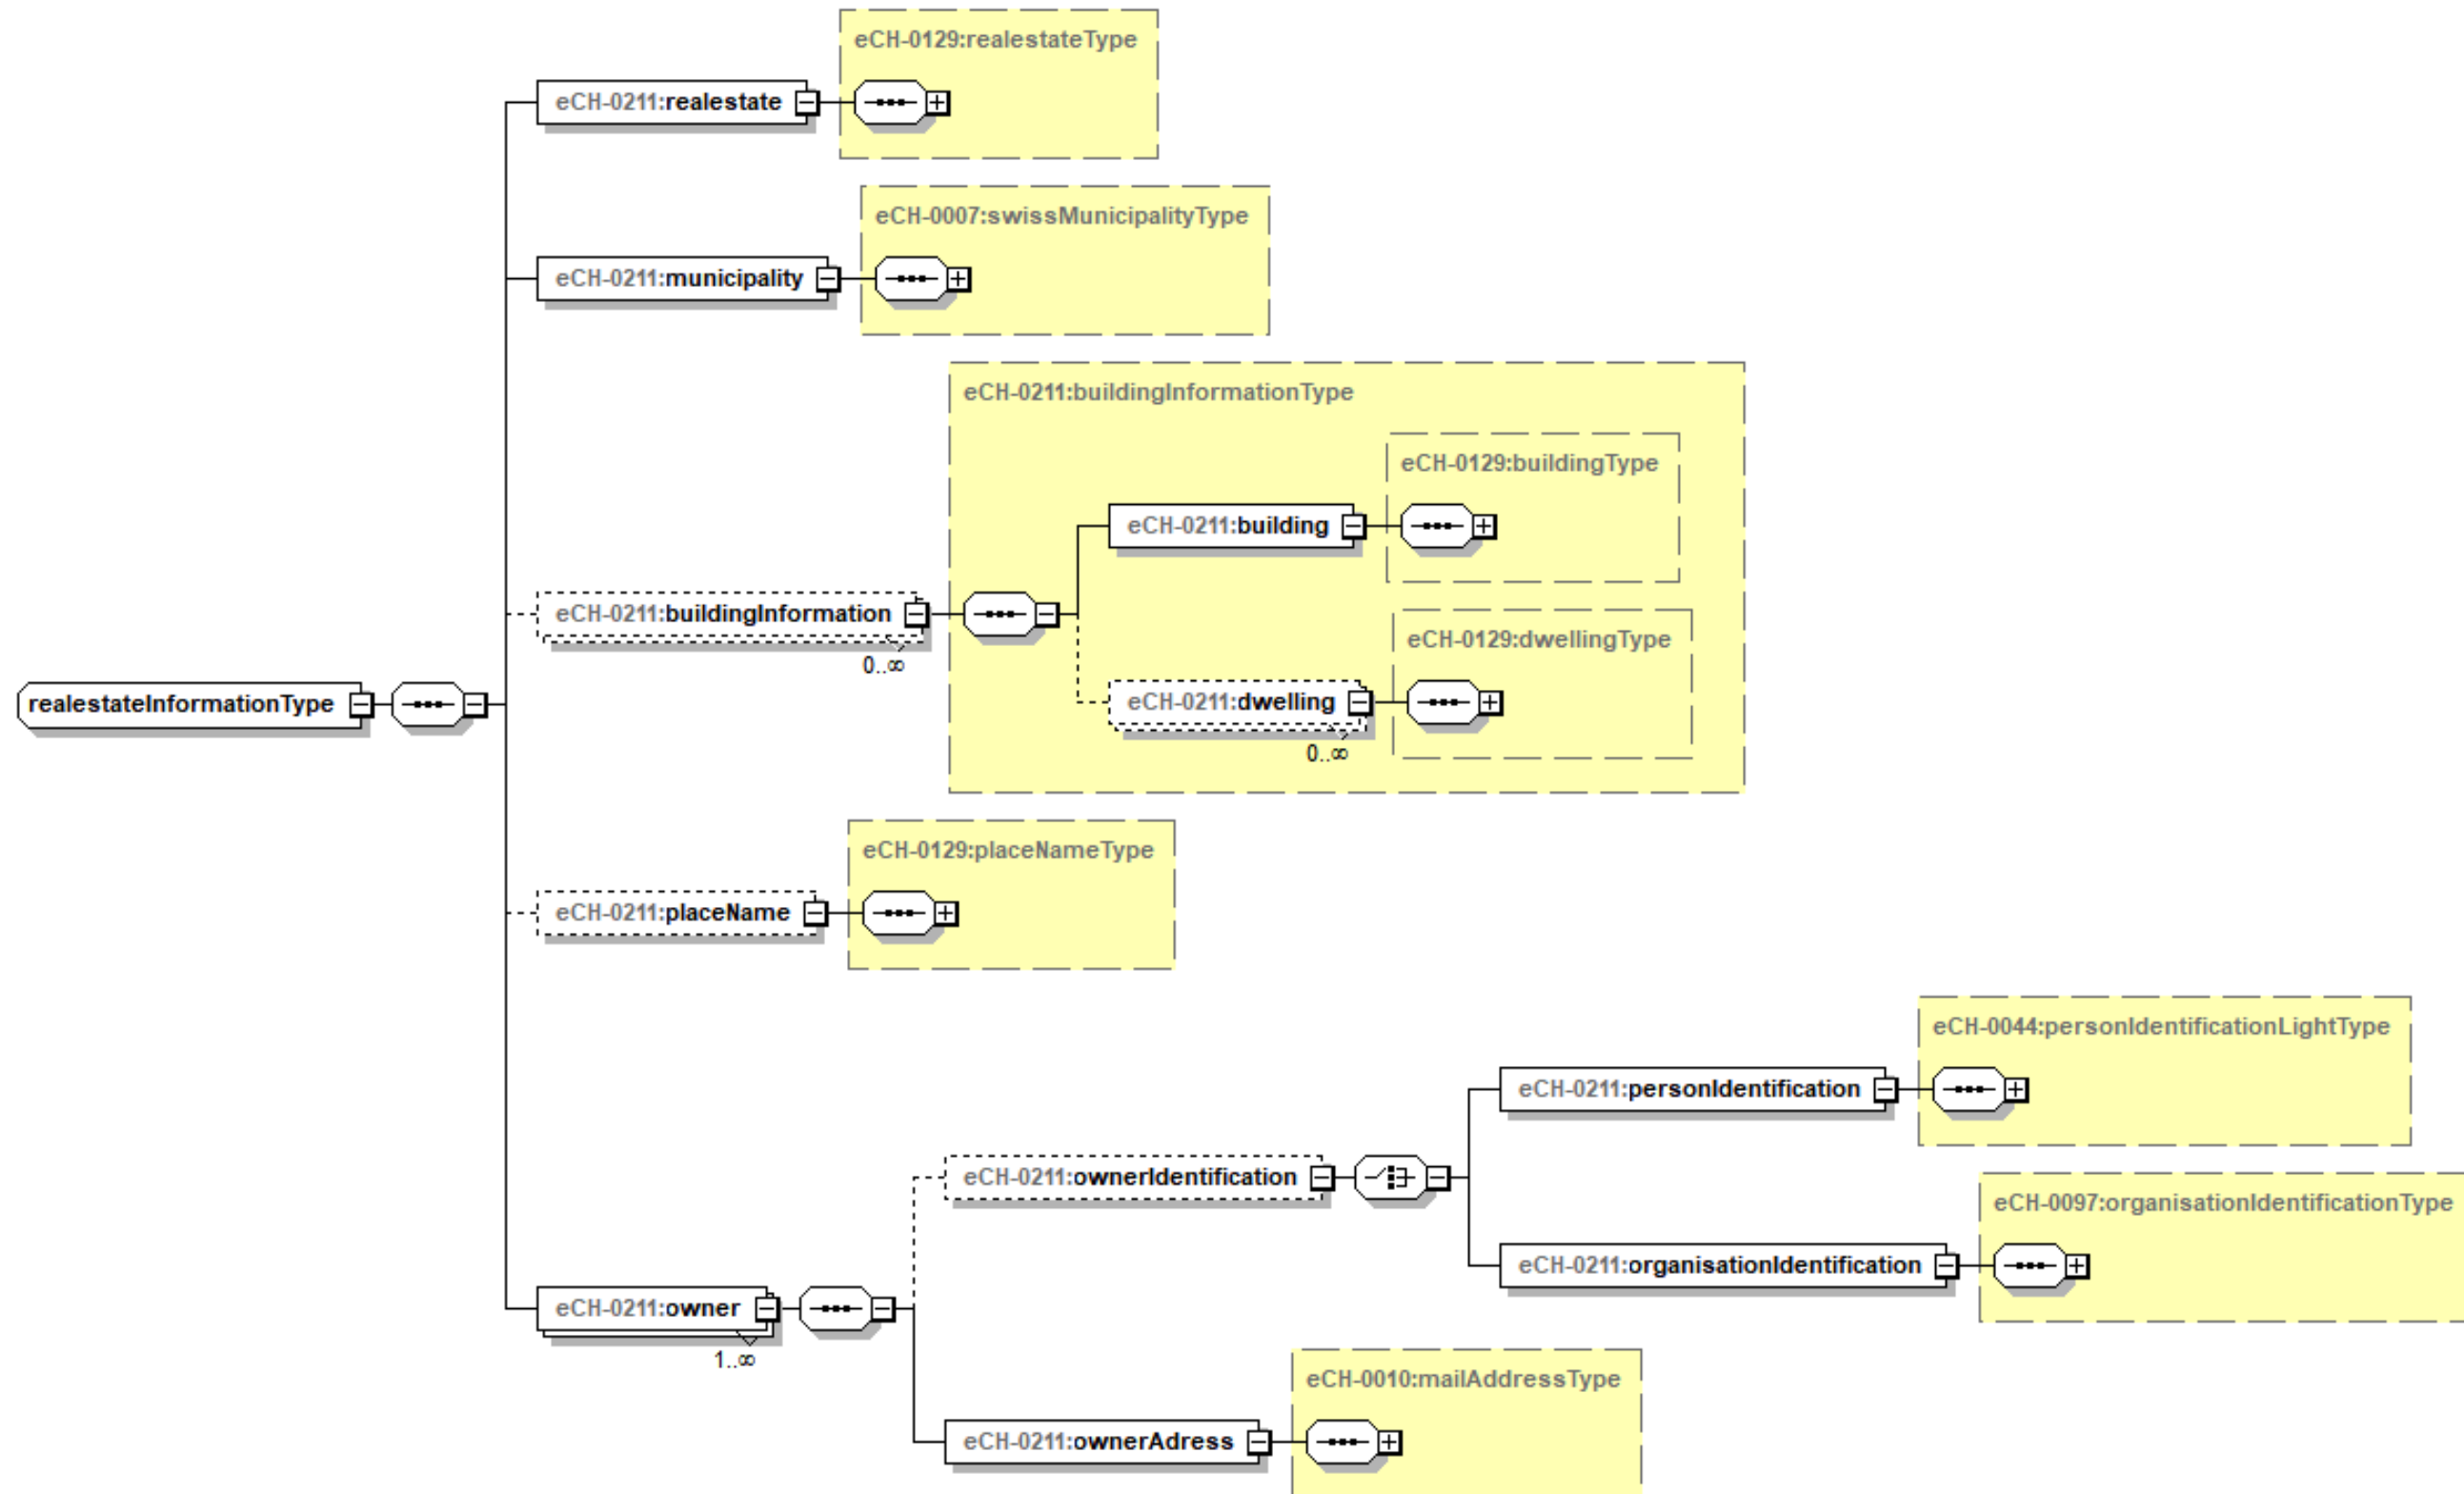 eCH-0129:realestateType
eCH-0211:realestate
eCH-0007:swissMunicipalityType
eCH-0211:municipality
eCH-0211:buildingInformationType
eCH-0129:buildingType
eCH-0211:building
eCH-0211:buildingInformation
0..∞
eCH-0129:dwellingType
eCH-0211:dwelling
0..∞
realestateInformationType
eCH-0129:placeNameType
eCH-0211:placeName
eCH-0044:personIdentificationLightType
eCH-0211:personIdentification
eCH-0211:ownerIdentification
eCH-0097:organisationIdentificationType
eCH-0211:organisationIdentification
eCH-0211:owner
1..∞
eCH-0010:mailAddressType
eCH-0211:ownerAdress